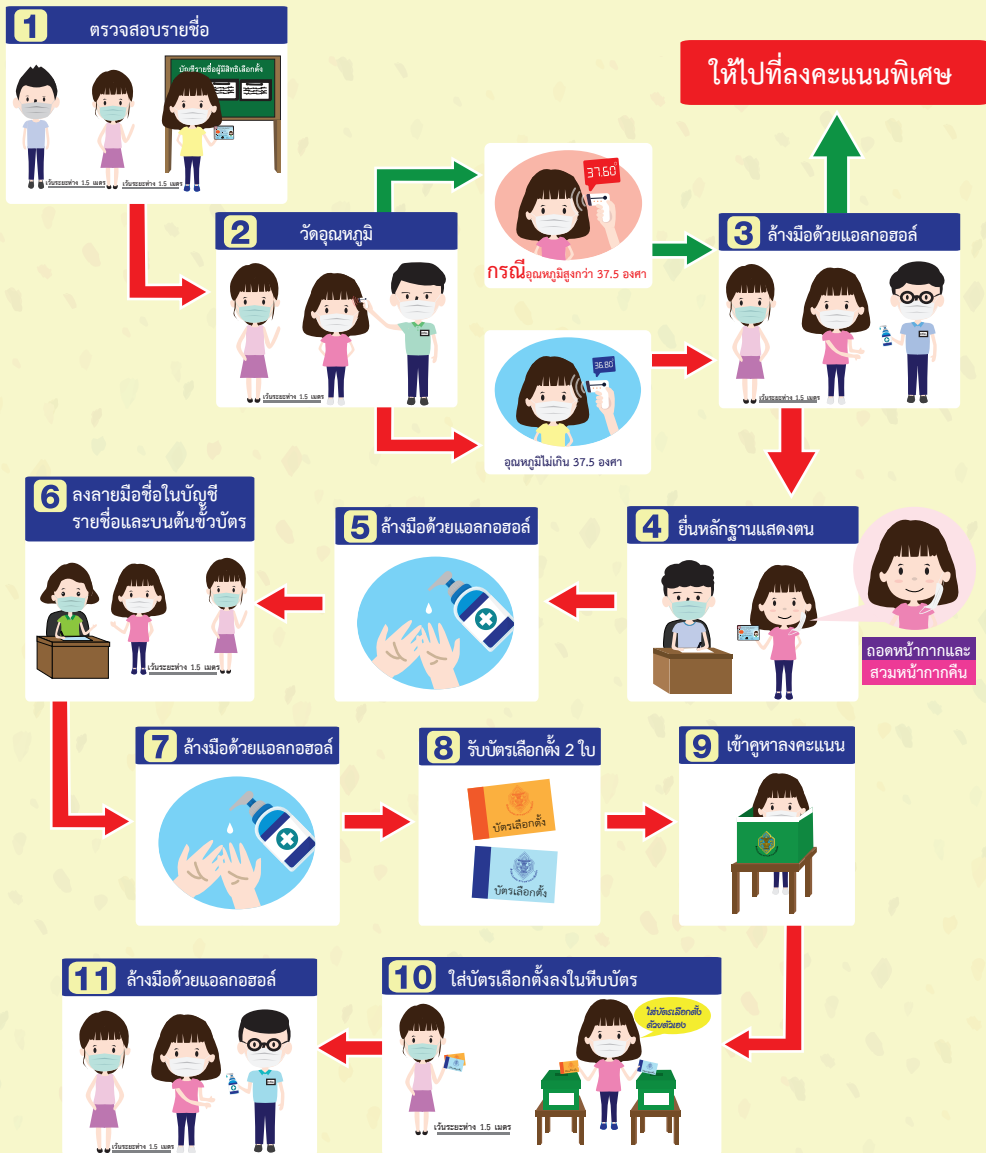 1 ตรวจสอบรายชื่อ
บัญชีรายชื่อผู้มีสิทธิเลือกตั้ง
เว้นระยะห่าง 1.5 เมตร เว้นระยะห่าง 1.5 เมตร
ให้ไปที่ลงคะแนนพิเศษ
2 วัดอุณหภูมิ
เว้นระยะห่าง 1.5 เมตร
37.60°
กรณีอุณหภูมิสูงกว่า 37.5 องศา
36.80°
อุณหภูมิไม่เกิน 37.5 องศา
3 ล้างมือด้วยแอลกอฮอล์
เว้นระยะห่าง 1.5 เมตร
4 ยื่นหลักฐานแสดงตน
ถอดหน้ากากและ
สวมหน้ากากคืน
5 ล้างมือด้วยแอลกอฮอล์
6 ลงลายมือชื่อในบัญชี
รายชื่อและบนต้นขั้วบัตร
เว้นระยะห่าง 1.5 เมตร
7 ล้างมือด้วยแอลกอฮอล์
8 รับบัตรเลือกตั้ง 2 ใบ
บัตรเลือกตั้ง
บัตรเลือกตั้ง
9 เข้าคูหาลงคะแนน
10 ใส่บัตรเลือกตั้งลงในหีบบัตร
ใส่บัตรเลือกตั้ง
ด้วยตัวเอง
เว้นระยะห่าง 1.5 เมตร
11 ล้างมือด้วยแอลกอฮอล์
เว้นระยะห่าง 1.5 เมตร